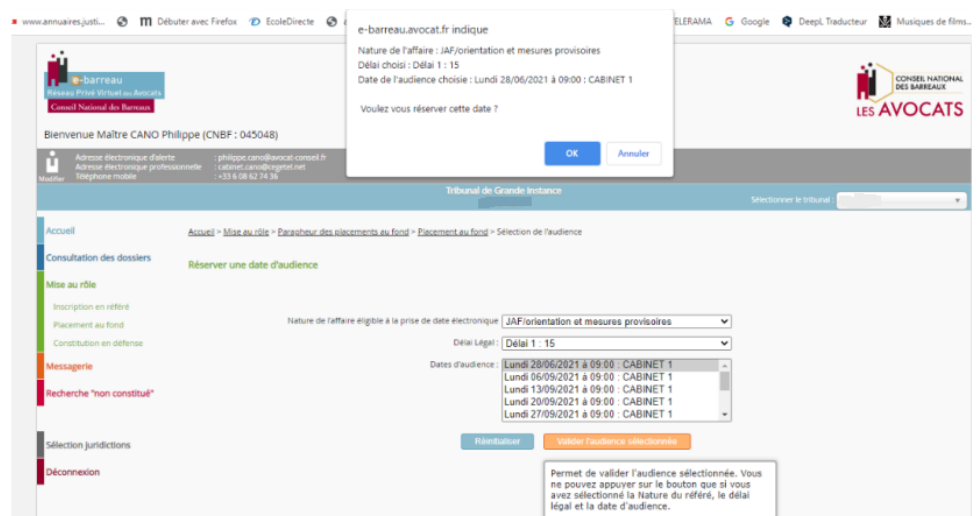 www.annuaires.justi...
Débuter avec Firefox
EcoleDirecte
ELERAMA
Google
DeepL Traducteur
Musiques de films...
e-barreau.avocat.fr indique
Nature de l'affaire : JAF/orientation et mesures provisoires
Délai choisi : Délai 1 : 15
Date de l'audience choisie : Lundi 28/06/2021 à 09:00 : CABINET 1
Voulez vous réserver cette date ?
OK
Annuler
e-barreau
Réseau Privé Virtuel des Avocats
Conseil National des Barreaux
CONSEIL NATIONAL
DES BARREAUX
LES AVOCATS
Bienvenue Maître CANO Philippe (CNBF : 045048)
Modifier
Adresse électronique d'alerte : philippe.cano@avocat-conseil.fr
Adresse électronique professionnelle : cabinet.cano@cegetel.net
Téléphone mobile : +33 6 08 62 74 36
Tribunal de Grande Instance
Sélectionner le tribunal :
Accueil
Consultation des dossiers
Mise au rôle
Inscription en référé
Placement au fond
Constitution en défense
Messagerie
Recherche "non constitué"
Sélection juridictions
Déconnexion
Accueil > Mise au rôle > Parapheur des placements au fond > Placement au fond > Sélection de l'audience
Réserver une date d'audience
Nature de l'affaire éligible à la prise de date électronique
JAF/orientation et mesures provisoires
Délai Légal :
Délai 1 : 15
Dates d'audience :
Lundi 28/06/2021 à 09:00 : CABINET 1
Lundi 06/09/2021 à 09:00 : CABINET 1
Lundi 13/09/2021 à 09:00 : CABINET 1
Lundi 20/09/2021 à 09:00 : CABINET 1
Lundi 27/09/2021 à 09:00 : CABINET 1
Réinitialiser
Valider l'audience sélectionnée
Permet de valider l'audience sélectionnée. Vous
ne pouvez appuyer sur le bouton que si vous
avez sélectionné la Nature du référé, le délai
légal et la date d'audience.